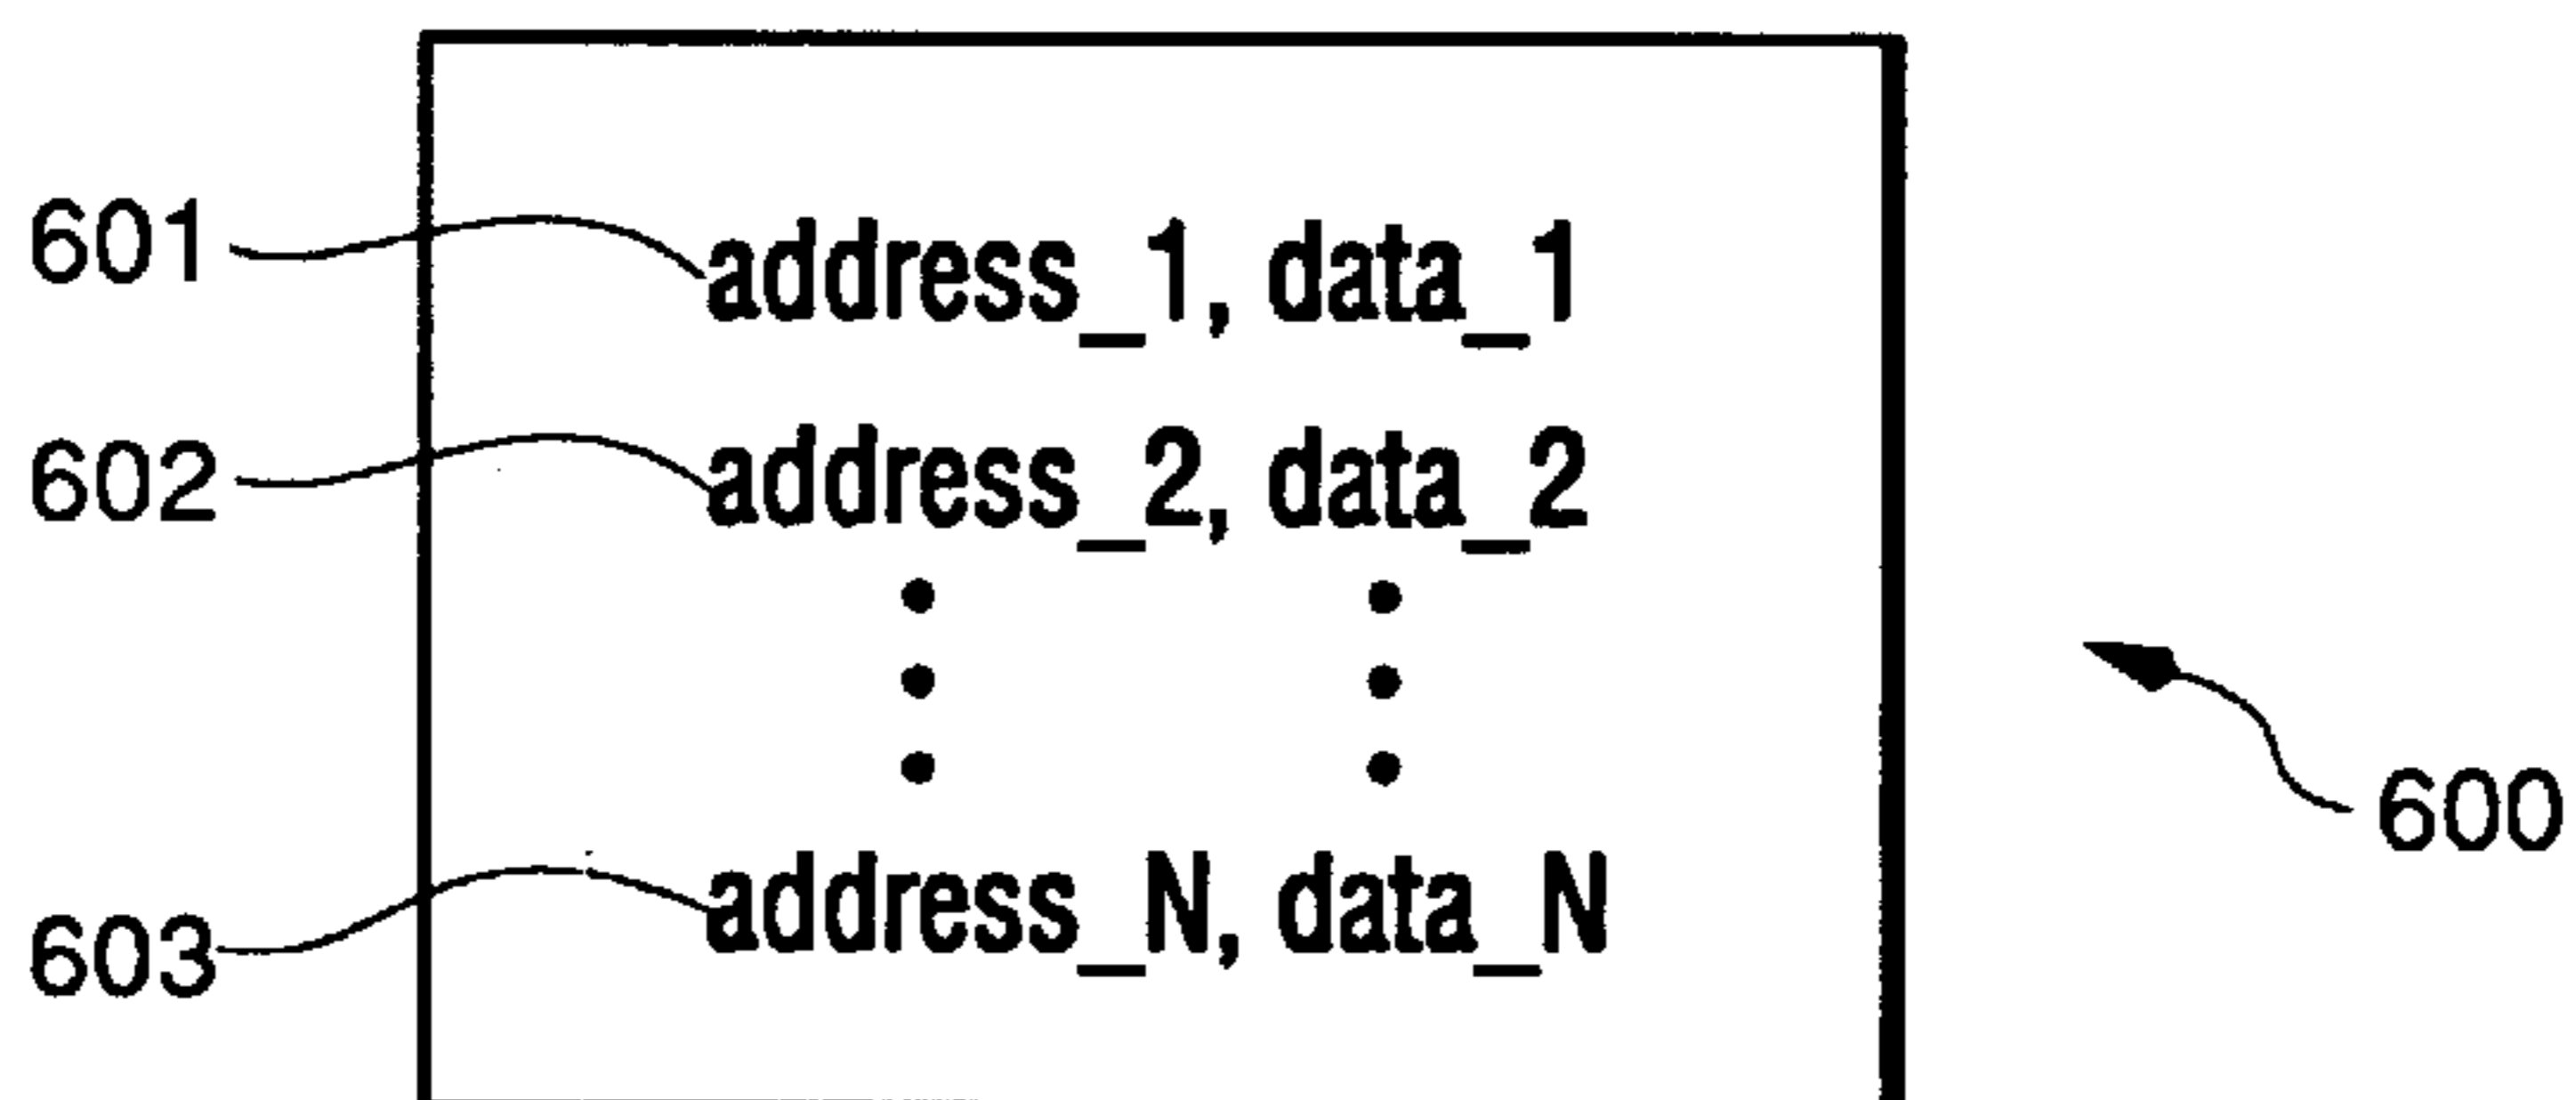 601 address_1, data_1
602 address_2, data_2
600
603 address_N, data_N